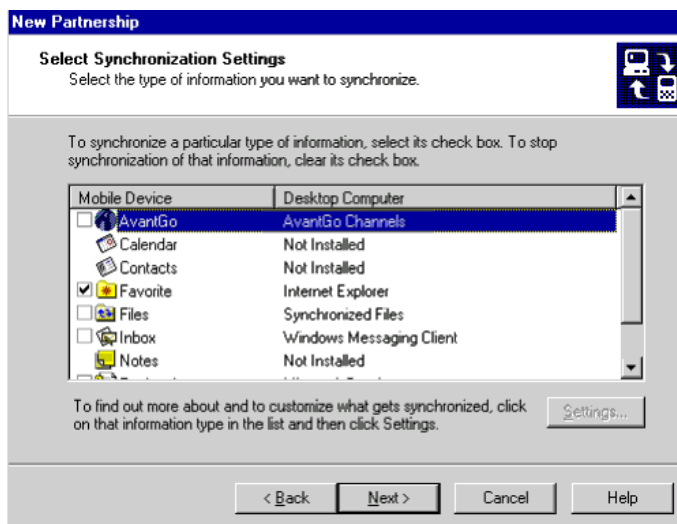 New Partnership
Select Synchronization Settings
Select the type of information you want to synchronize.
To synchronize a particular type of information, select its check box. To stop
synchronization of that information, clear its check box.
Mobile Device Desktop Computer
AvantGo AvantGo Channels
Calendar Not Installed
Contacts Not Installed
Favorite Internet Explorer
Files Synchronized Files
Inbox Windows Messaging Client
Notes Not Installed
To find out more about and to customize what gets synchronized, click
on that information type in the list and then click Settings.
Settings...
< Back Next > Cancel Help